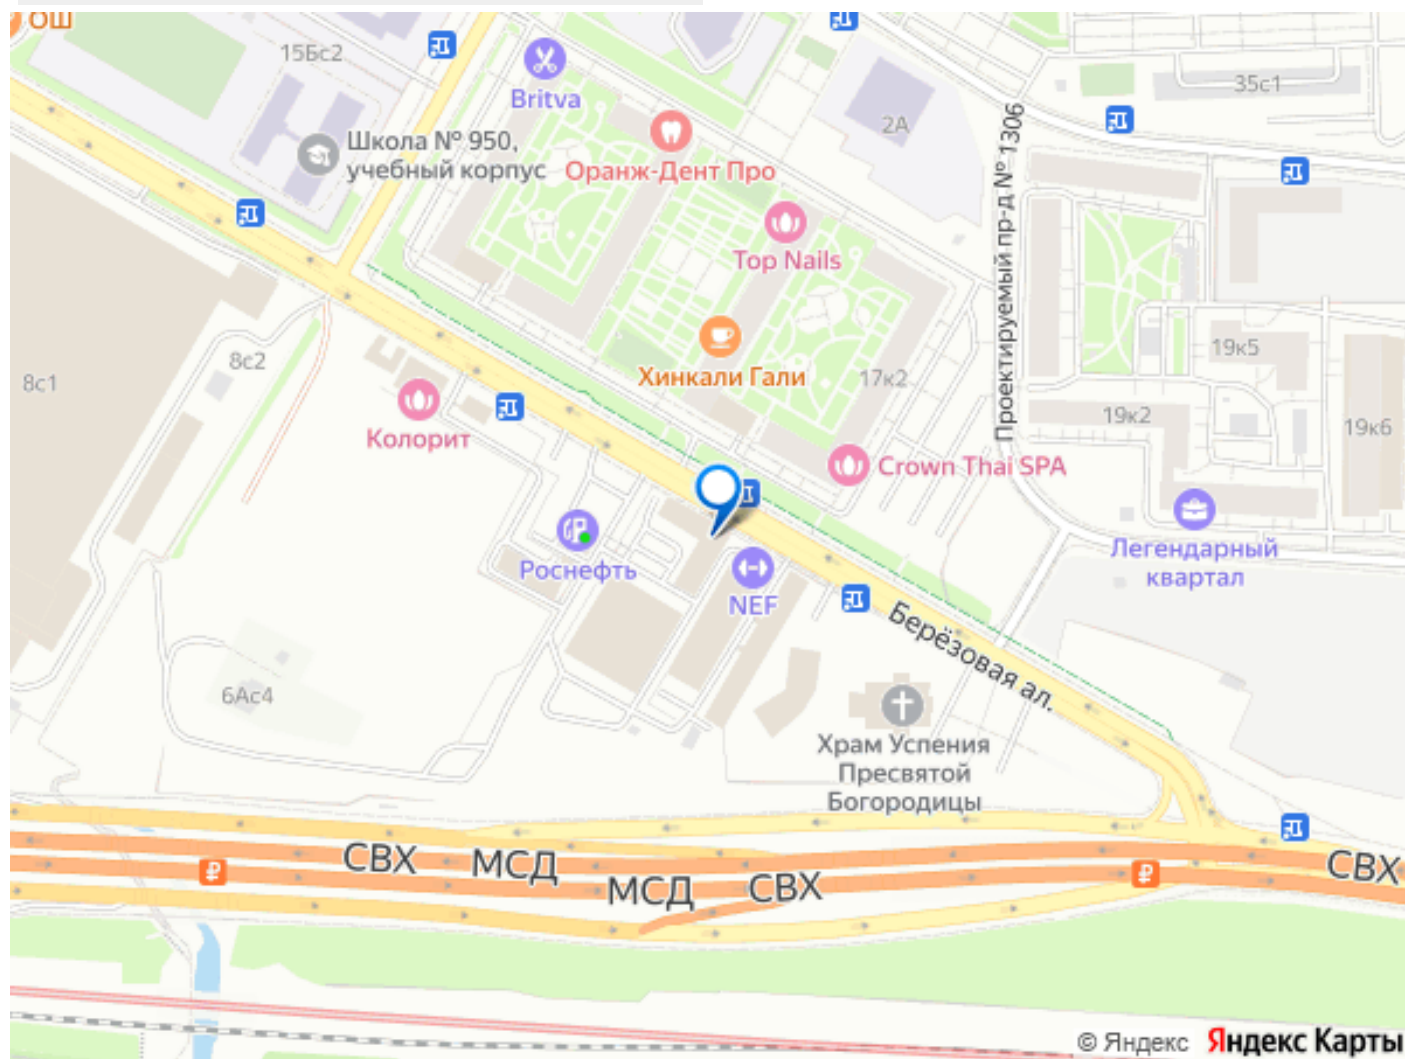 ОШ
15Бс2
Britva
35с1
2А
Школа № 950,
учебный корпус
Оранж-Дент Про
Проектируемый пр-д № 1306
Top Nails
8с2
8с1
Хинкали Гали
17к2
19к5
19к2
19к6
Колорит
Crown Thai SPA
Роснефть
NEF
Легендарный
квартал
Берёзовая ал.
6Ас4
Храм Успения
Пресвятой
Богородицы
СВХ
МСД
МСД
СВХ
СВХ
© Яндекс Яндекс Карты